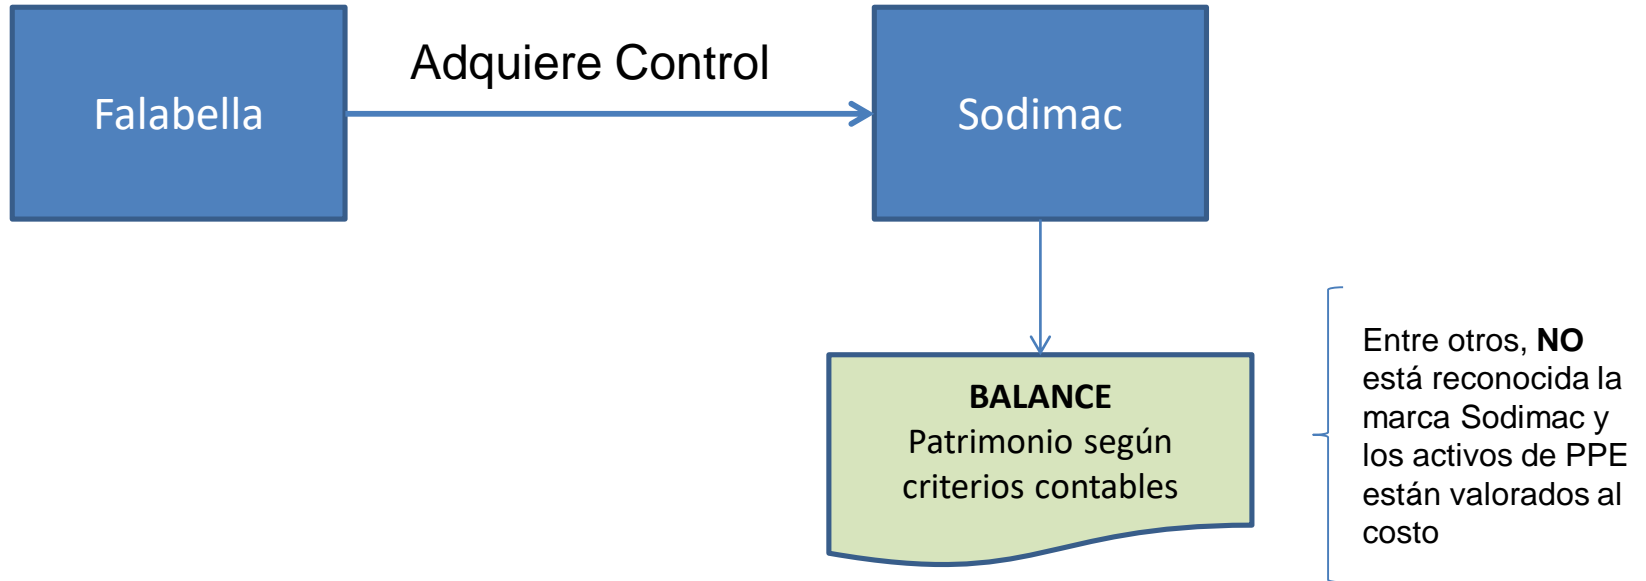 Adquiere Control
Falabella
Sodimac
BALANCE
Patrimonio según
criterios contables
Entre otros, NO
está reconocida la
marca Sodimac y
los activos de PPE
están valorados al
costo